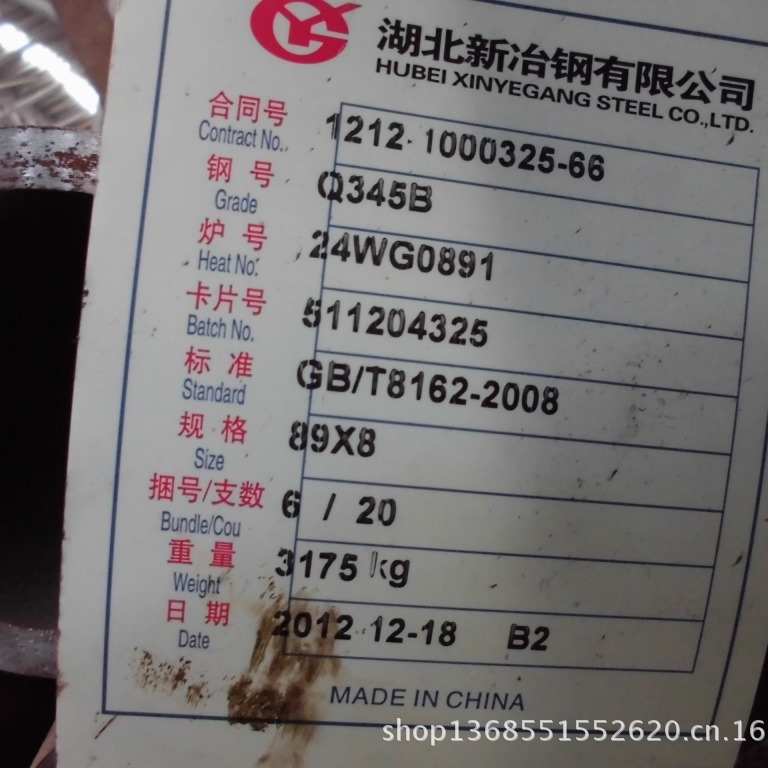 湖北新冶钢有限公司
HUBEI XINYEGANG STEEL CO.,LTD.
合同号 1212 1000325-66
Contract No.
钢号 Q345B
Grade
炉号 24WG0891
Heat No:
卡片号 511204325
Batch No.
标准 GB/T8162-2008
Standard
规格 89X8
Size
捆号/支数 6 / 20
Bundle/Cou
重量 3175 kg
Weight
日期 2012 12-18 B2
Date
MADE IN CHINA
shop1368551552620.cn.16